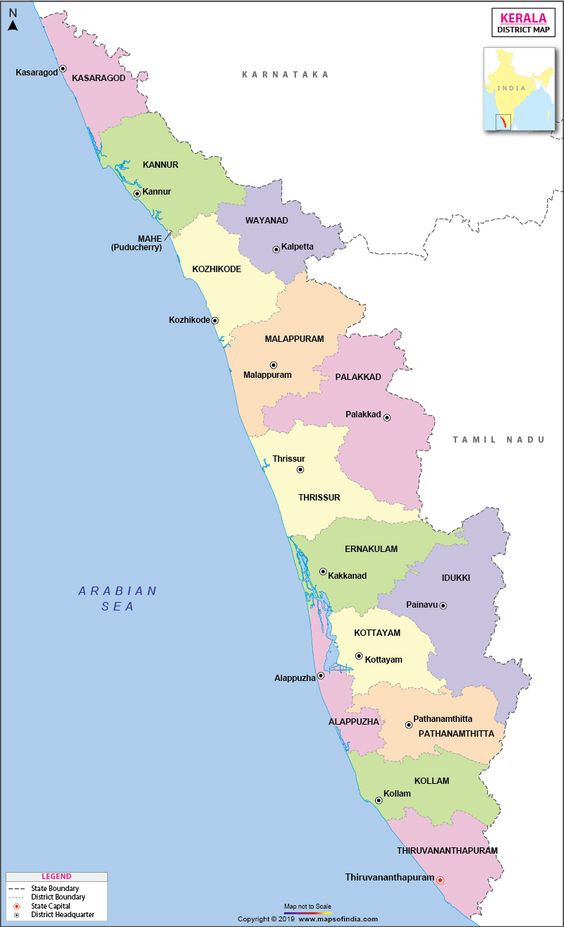 N
KERALA
DISTRICT MAP
INDIA
KARNATAKA
Kasaragod
KASARAGOD
KANNUR
Kannur
WAYANAD
Kalpetta
MAHE
(Puducherry)
KOZHIKODE
Kozhikode
MALAPPURAM
Malappuram
PALAKKAD
Palakkad
TAMIL NADU
Thrissur
THRISSUR
ERNAKULAM
Kakkanad
IDUKKI
Painavu
ARABIAN
SEA
KOTTAYAM
Kottayam
Alappuzha
ALAPPUZHA
Pathanamthitta
PATHANAMTHITTA
KOLLAM
Kollam
THIRUVANANTHAPURAM
Thiruvananthapuram
LEGEND
State Boundary
District Boundary
State Capital
District Headquarter
Map not to Scale
Copyright © 2019 www.mapsofindia.com